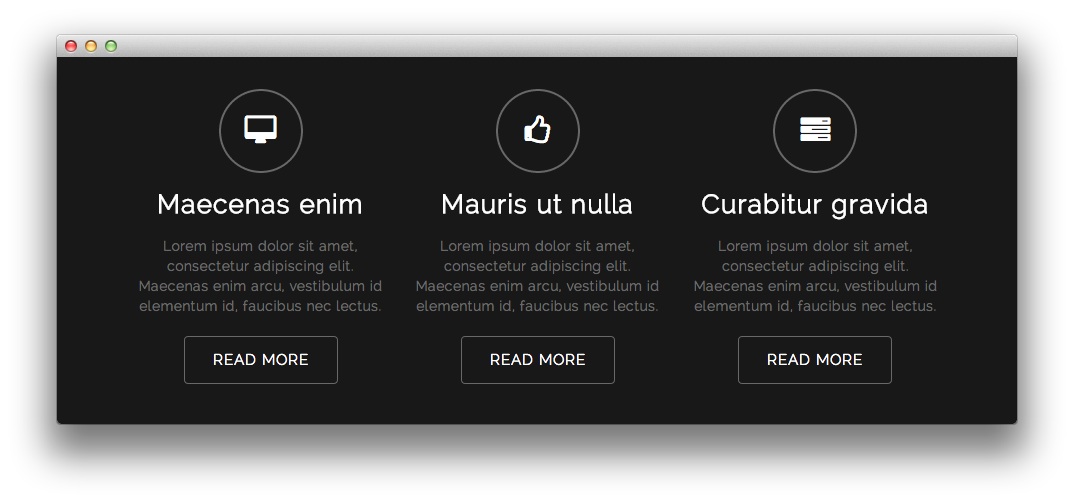 Maecenas enim
Lorem ipsum dolor sit amet,
consectetur adipiscing elit.
Maecenas enim arcu, vestibulum id
elementum id, faucibus nec lectus.
READ MORE
Mauris ut nulla
Lorem ipsum dolor sit amet,
consectetur adipiscing elit.
Maecenas enim arcu, vestibulum id
elementum id, faucibus nec lectus.
READ MORE
Curabitur gravida
Lorem ipsum dolor sit amet,
consectetur adipiscing elit.
Maecenas enim arcu, vestibulum id
elementum id, faucibus nec lectus.
READ MORE